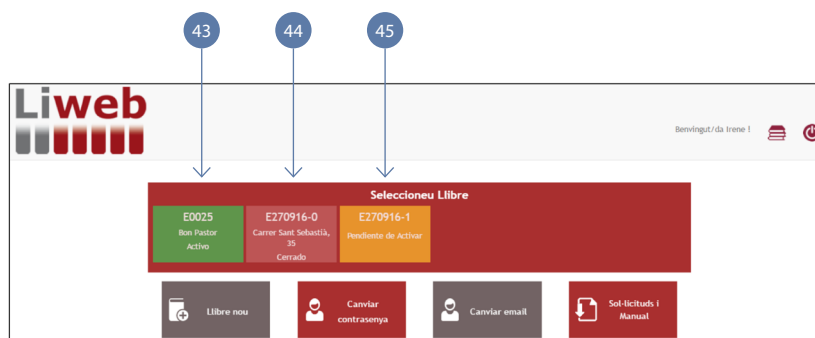 43 44 45
Liweb
Benvingut/da Irene !
Seleccioneu Llibre
E0025
Bon Pastor
Activo
E270916-0
Carrer Sant Sebastià,
35
Cerrado
E270916-1
Pendiente de Activar
Llibre nou
Canviar
contrasenya
Canviar email
Sol·licituds i
Manual